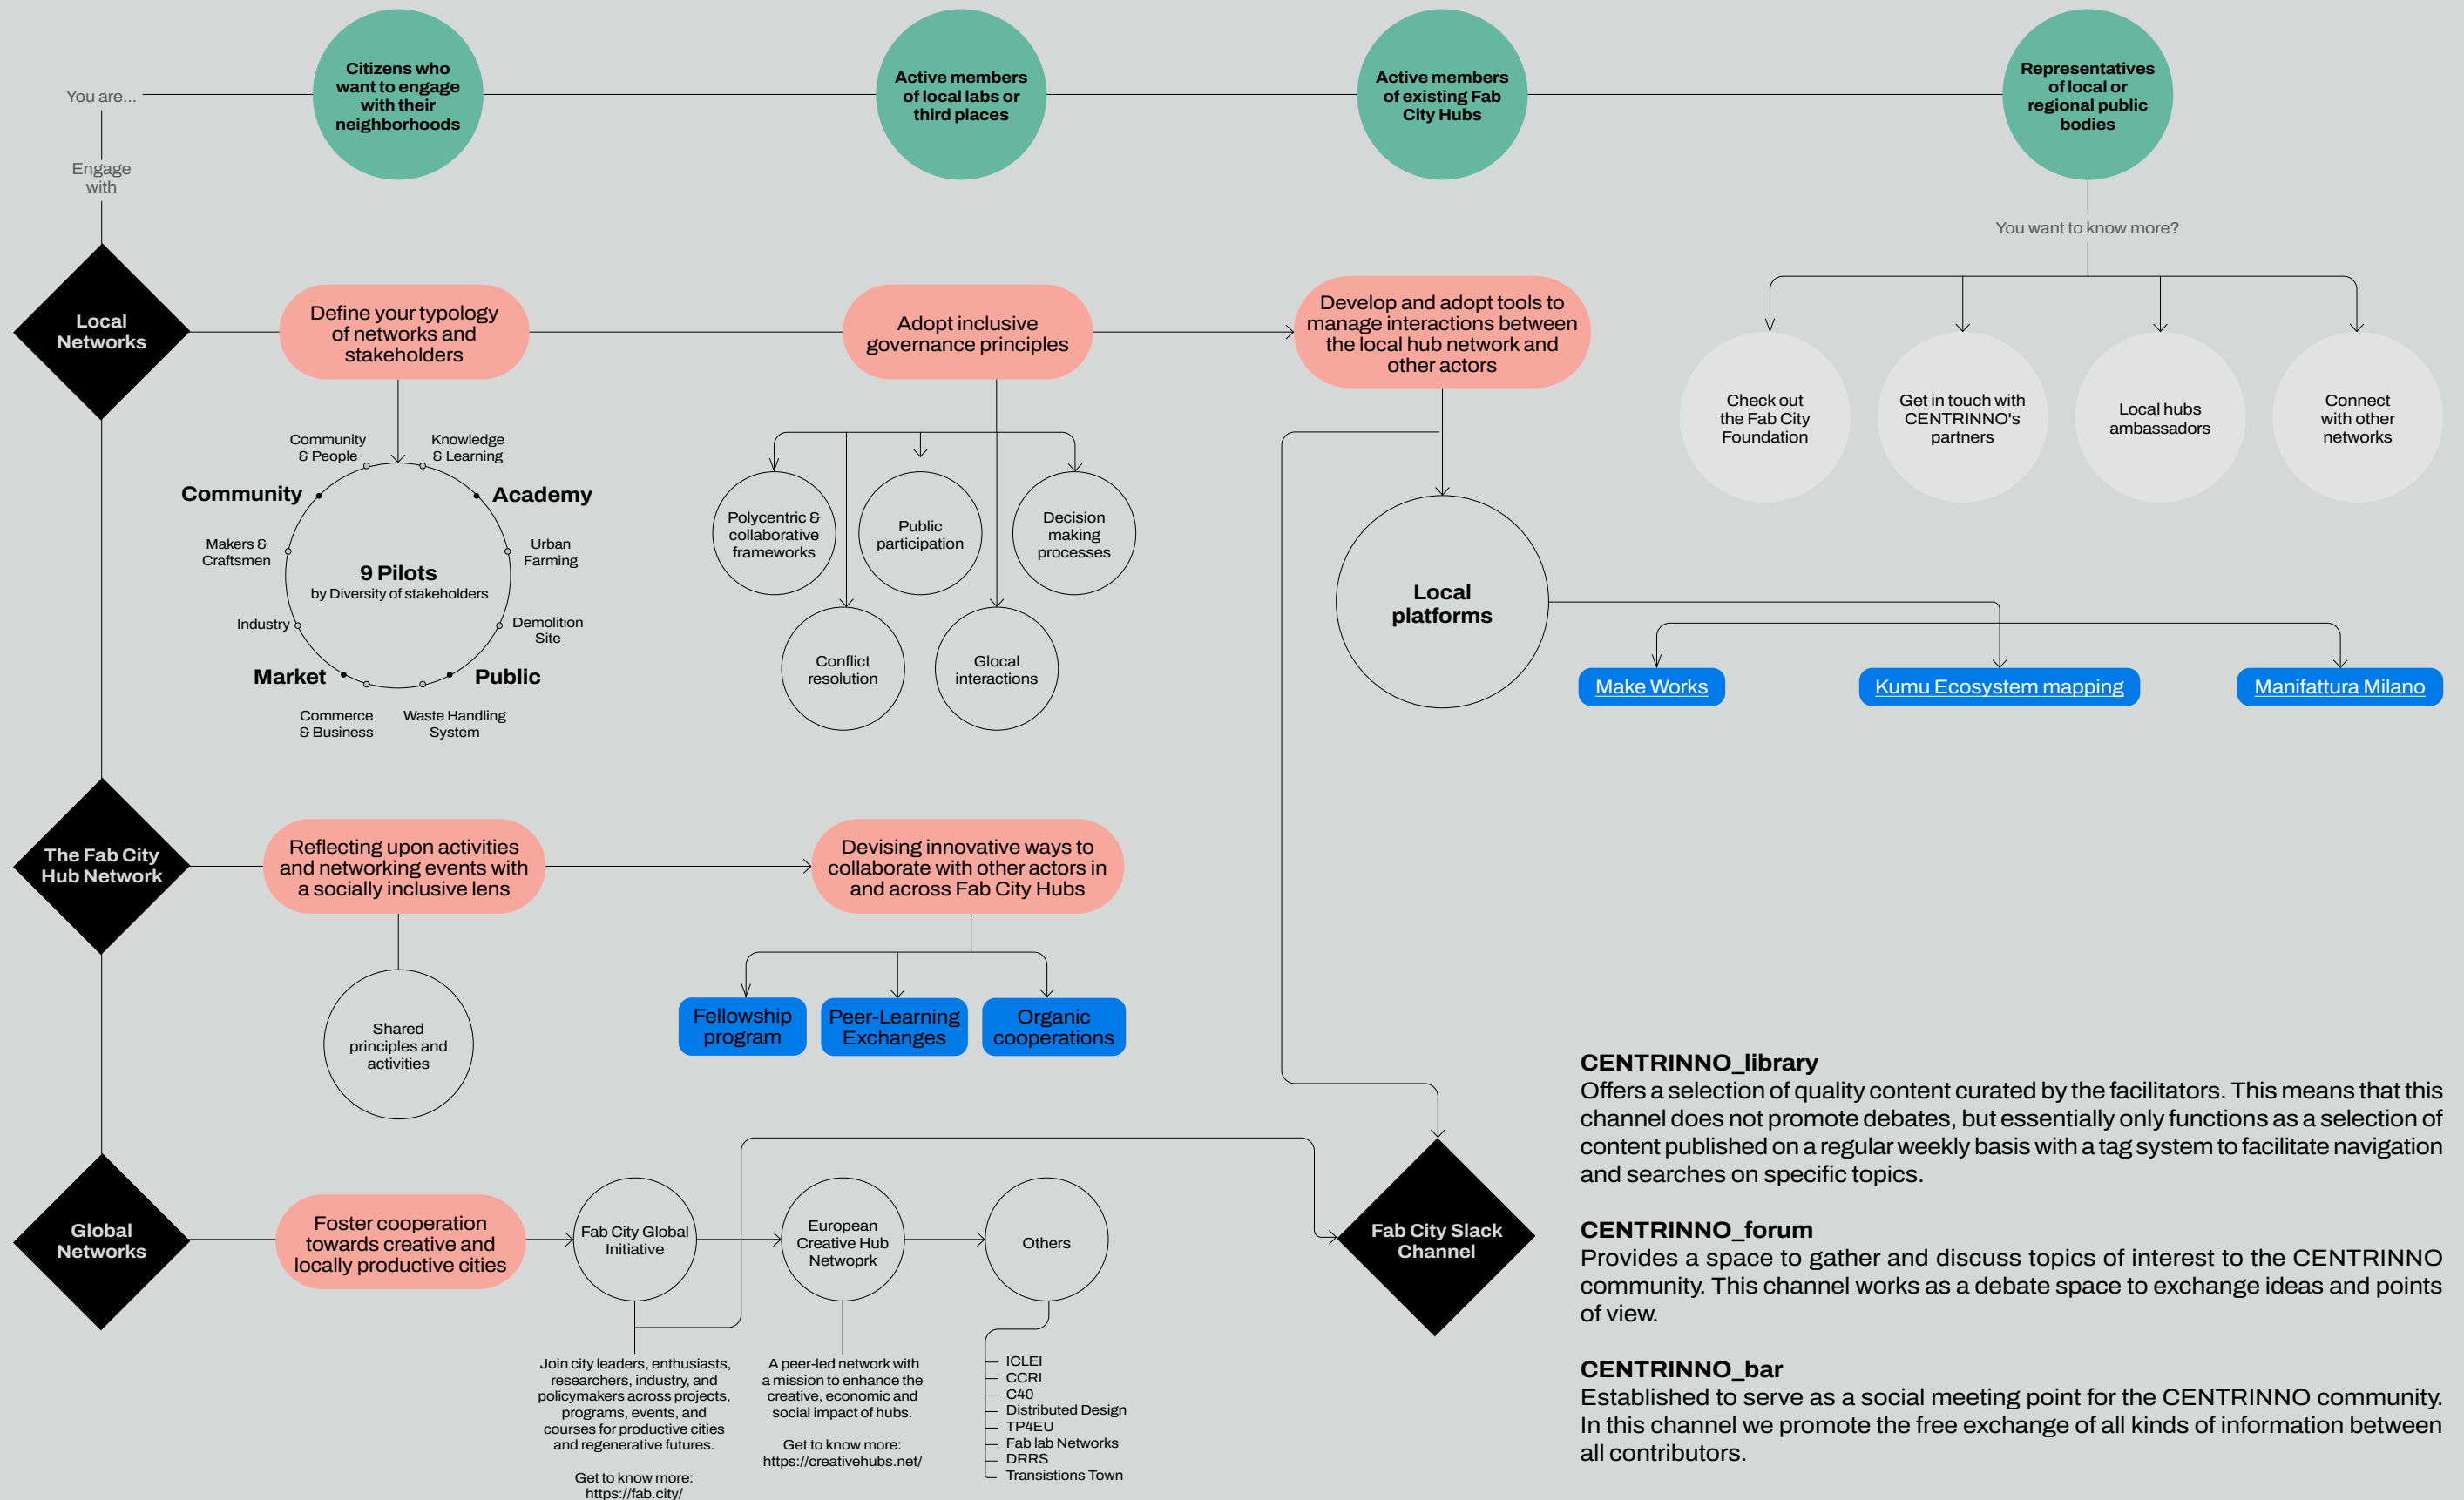 You are...
Citizens who
want to engage
with their
neighborhoods
Active members
of local labs or
third places
Active members
of existing Fab
City Hubs
Representatives
of local or
regional public
bodies
Engage
with
You want to know more?
Local
Networks
Define your typology
of networks and
stakeholders
Adopt inclusive
governance principles
Develop and adopt tools to
manage interactions between
the local hub network and
other actors
Check out
the Fab City
Foundation
Get in touch with
CENTRINNO's
partners
Local hubs
ambassadors
Connect
with other
networks
Community
& People
Knowledge
& Learning
Community
Academy
Makers &
Craftsmen
Urban
Farming
9 Pilots
by Diversity of stakeholders
Industry
Demolition
Site
Market
Public
Commerce
& Business
Waste Handling
System
Polycentric &
collaborative
frameworks
Public
participation
Decision
making
processes
Conflict
resolution
Glocal
interactions
Local
platforms
Make Works
Kumu Ecosystem mapping
Manifattura Milano
The Fab City
Hub Network
Reflecting upon activities
and networking events with
a socially inclusive lens
Devising innovative ways to
collaborate with other actors in
and across Fab City Hubs
Shared
principles and
activities
Fellowship
program
Peer-Learning
Exchanges
Organic
cooperations
Global
Networks
Foster cooperation
towards creative and
locally productive cities
Fab City Global
Initiative
European
Creative Hub
Netwoprk
Others
Fab City Slack
Channel
Join city leaders, enthusiasts,
researchers, industry, and
policymakers across projects,
programs, events, and
courses for productive cities
and regenerative futures.
Get to know more:
https://fab.city/
A peer-led network with
a mission to enhance the
creative, economic and
social impact of hubs.
Get to know more:
https://creativehubs.net/
ICLEI
CCRI
C40
Distributed Design
TP4EU
Fab lab Networks
DRRS
Transistions Town
CENTRINNO_library
Offers a selection of quality content curated by the facilitators. This means that this
channel does not promote debates, but essentially only functions as a selection of
content published on a regular weekly basis with a tag system to facilitate navigation
and searches on specific topics.
CENTRINNO_forum
Provides a space to gather and discuss topics of interest to the CENTRINNO
community. This channel works as a debate space to exchange ideas and points
of view.
CENTRINNO_bar
Established to serve as a social meeting point for the CENTRINNO community.
In this channel we promote the free exchange of all kinds of information between
all contributors.